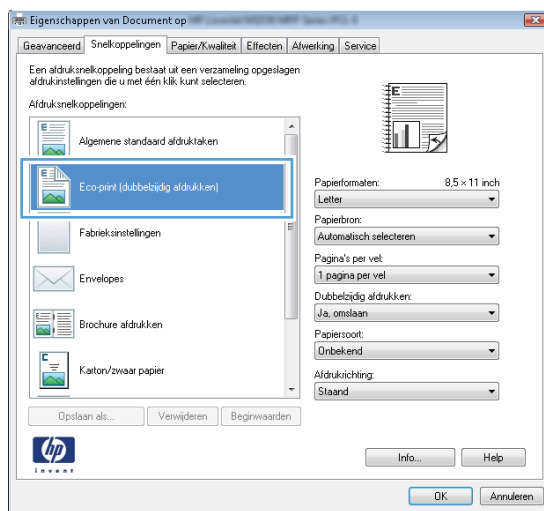 Eigenschappen van Document op
Geavanceerd Snelkoppelingen Papier/Kwaliteit Effecten Afwerking Service
Een afdruksnelkoppeling bestaat uit een verzameling opgeslagen
afdrukinstellingen die u met één klik kunt selecteren.
Afdruksnelkoppelingen:
Algemene standaard afdruktaken
Eco-print (dubbelzijdig afdrukken)
Fabrieksinstellingen
Envelopes
Brochure afdrukken
Karton/zwaar papier
Opslaan als... Verwijderen Beginwaarden
E
Papierformaten: 8,5 × 11 inch
Letter
Papierbron:
Automatisch selecteren
Pagina's per vel:
1 pagina per vel
Dubbelzijdig afdrukken:
Ja, omslaan
Papiersoort:
Onbekend
Afdrukrichting:
Staand
hp
invent
Info... Help
OK Annuleren